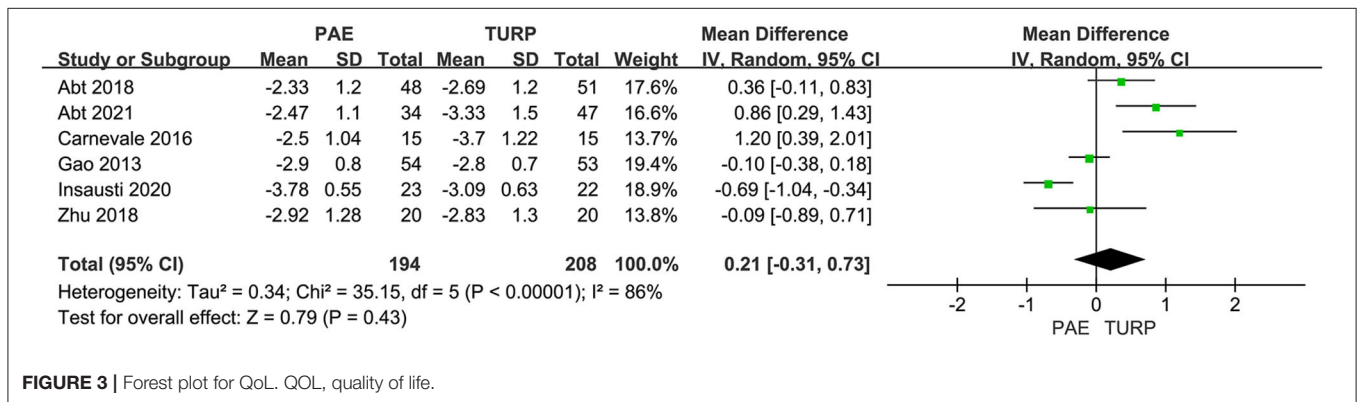 PAE TURP Mean Difference Mean Difference
Study or Subgroup Mean SD Total Mean SD Total Weight IV, Random, 95% CI IV, Random, 95% CI
Abt 2018 -2.33 1.2 48 -2.69 1.2 51 17.6% 0.36 [-0.11, 0.83]
Abt 2021 -2.47 1.1 34 -3.33 1.5 47 16.6% 0.86 [0.29, 1.43]
Carnevale 2016 -2.5 1.04 15 -3.7 1.22 15 13.7% 1.20 [0.39, 2.01]
Gao 2013 -2.9 0.8 54 -2.8 0.7 53 19.4% -0.10 [-0.38, 0.18]
Insausti 2020 -3.78 0.55 23 -3.09 0.63 22 18.9% -0.69 [-1.04, -0.34]
Zhu 2018 -2.92 1.28 20 -2.83 1.3 20 13.8% -0.09 [-0.89, 0.71]
Total (95% CI) 194 208 100.0% 0.21 [-0.31, 0.73]
Heterogeneity: Tau² = 0.34; Chi² = 35.15, df = 5 (P < 0.00001); I² = 86%
Test for overall effect: Z = 0.79 (P = 0.43)
-2 -1 0 1 2
PAE TURP
FIGURE 3 | Forest plot for QoL. QOL, quality of life.